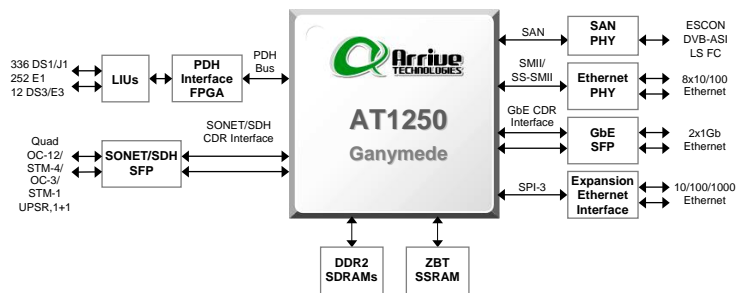 336 DS1/J1
252 E1
12 DS3/E3
LIUs
PDH
Interface
FPGA
PDH
Bus
Quad
OC-12/
STM-4/
OC-3/
STM-1
UPSR,1+1
SONET/SDH
SFP
SONET/SDH
CDR Interface
Arrive
TECHNOLOGIES
AT1250
Ganymede
DDR2
SDRAMs
ZBT
SSRAM
SAN
SAN
PHY
ESCON
DVB-ASI
LS FC
SMII/
SS-SMII
Ethernet
PHY
8x10/100
Ethernet
GbE CDR
Interface
GbE
SFP
2x1Gb
Ethernet
SPI-3
Expansion
Ethernet
Interface
10/100/1000
Ethernet